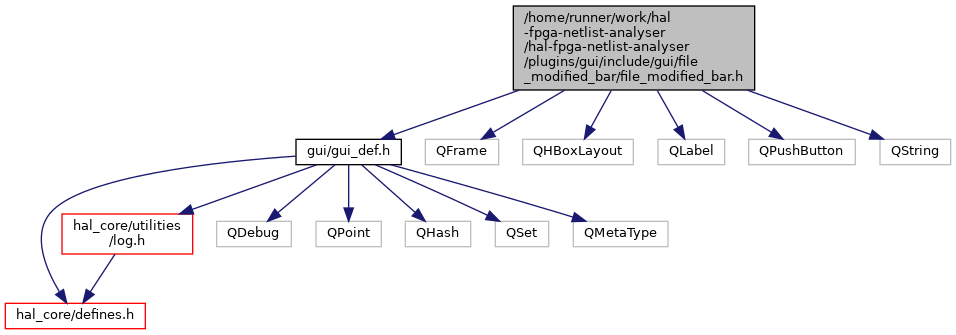 /home/runner/work/hal
-fpga-netlist-analyser
/hal-fpga-netlist-analyser
/plugins/gui/include/gui/file
_modified_bar/file_modified_bar.h
gui/gui_def.h
QFrame
QHBoxLayout
QLabel
QPushButton
QString
hal_core/utilities
/log.h
QDebug
QPoint
QHash
QSet
QMetaType
hal_core/defines.h